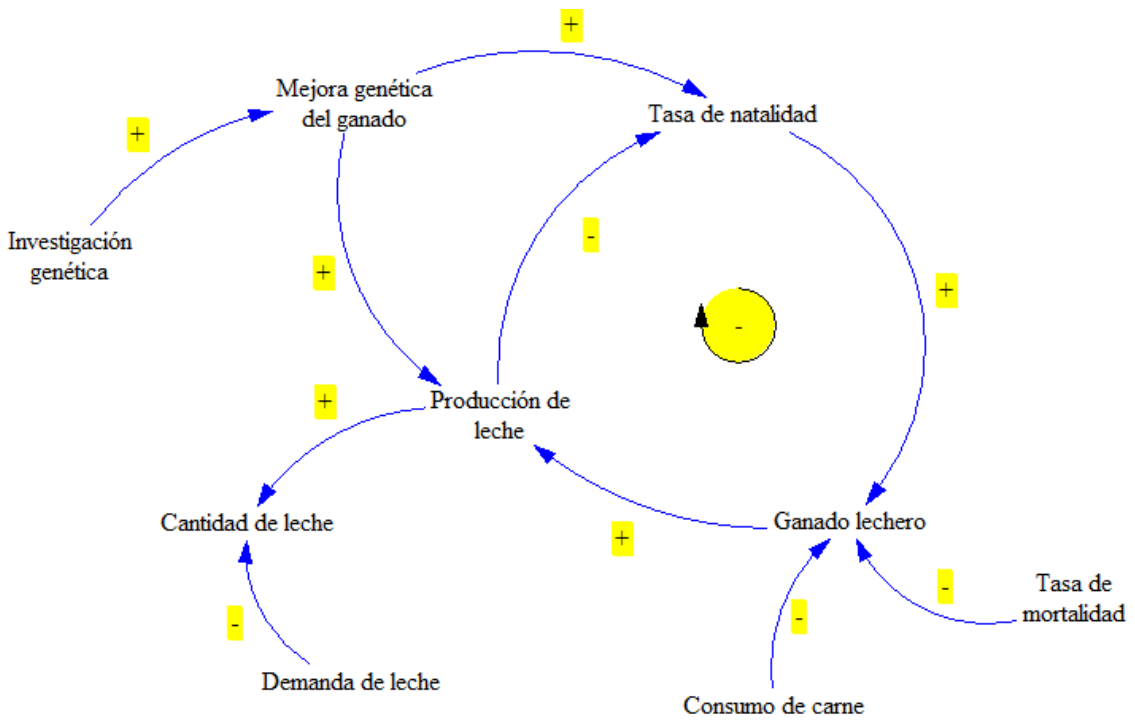 +
Mejora genética
del ganado
Tasa de natalidad
+
Investigación
genética
-
+
+
-
Producción de
leche
+
Cantidad de leche
Ganado lechero
+
-
Tasa de
mortalidad
-
-
Demanda de leche
Consumo de carne